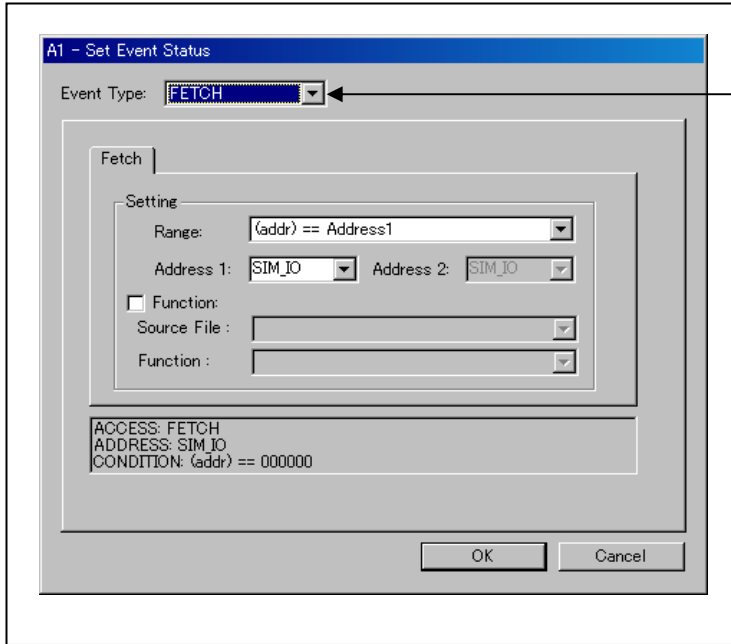 A1 - Set Event Status
Event Type: FETCH
Fetch
Setting
Range: (addr) == Address1
Address 1: SIM_IO Address 2: SIM_IO
Function:
Source File :
Function :
ACCESS: FETCH
ADDRESS: SIM_IO
CONDITION: (addr) == 000000
OK Cancel